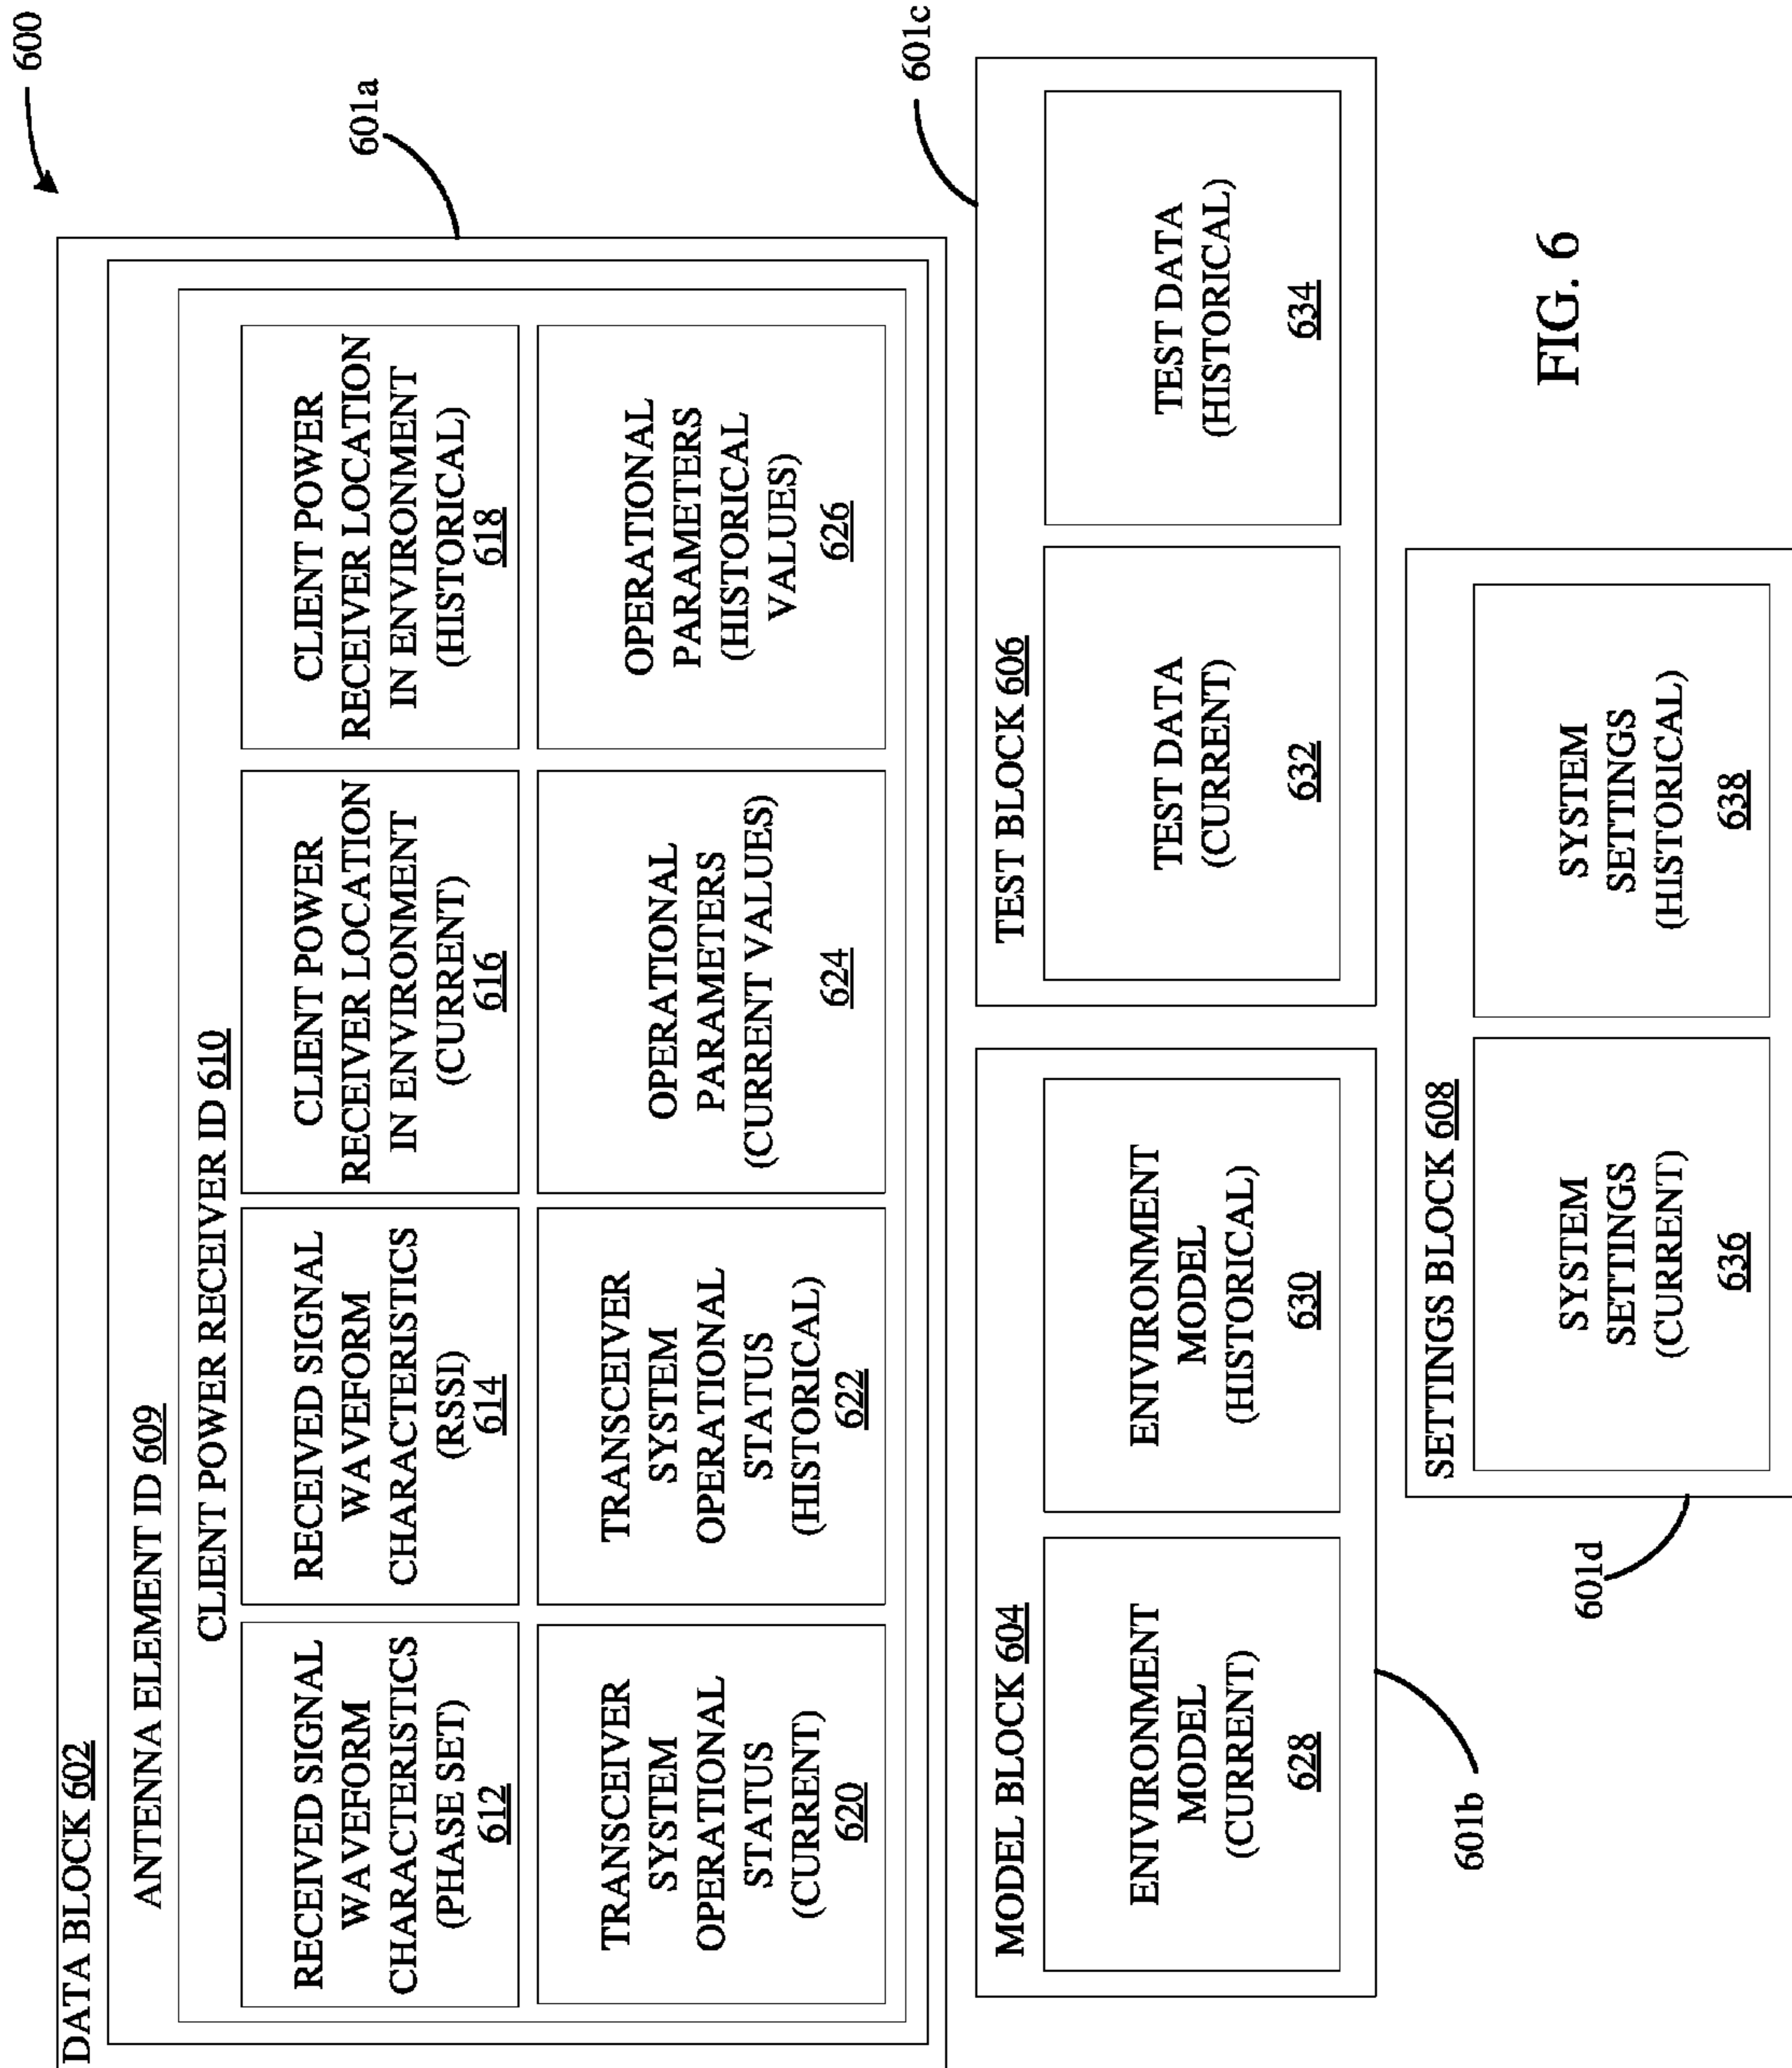 600
DATA BLOCK 602
601a
ANTENNA ELEMENT ID 609
CLIENT POWER RECEIVER ID 610
RECEIVED SIGNAL
WAVEFORM
CHARACTERISTICS
(PHASE SET)
612
RECEIVED SIGNAL
WAVEFORM
CHARACTERISTICS
(RSSI)
614
CLIENT POWER
RECEIVER LOCATION
IN ENVIRONMENT
(CURRENT)
616
CLIENT POWER
RECEIVER LOCATION
IN ENVIRONMENT
(HISTORICAL)
618
TRANSCEIVER
SYSTEM
OPERATIONAL
STATUS
(CURRENT)
620
TRANSCEIVER
SYSTEM
OPERATIONAL
STATUS
(HISTORICAL)
622
OPERATIONAL
PARAMETERS
(CURRENT VALUES)
624
OPERATIONAL
PARAMETERS
(HISTORICAL
VALUES)
626
601c
MODEL BLOCK 604
ENIVIRONMENT
MODEL
(CURRENT)
628
ENIVIRONMENT
MODEL
(HISTORICAL)
630
TEST BLOCK 606
TEST DATA
(CURRENT)
632
TEST DATA
(HISTORICAL)
634
601b
SETTINGS BLOCK 608
SYSTEM
SETTINGS
(CURRENT)
636
SYSTEM
SETTINGS
(HISTORICAL)
638
601d
FIG. 6